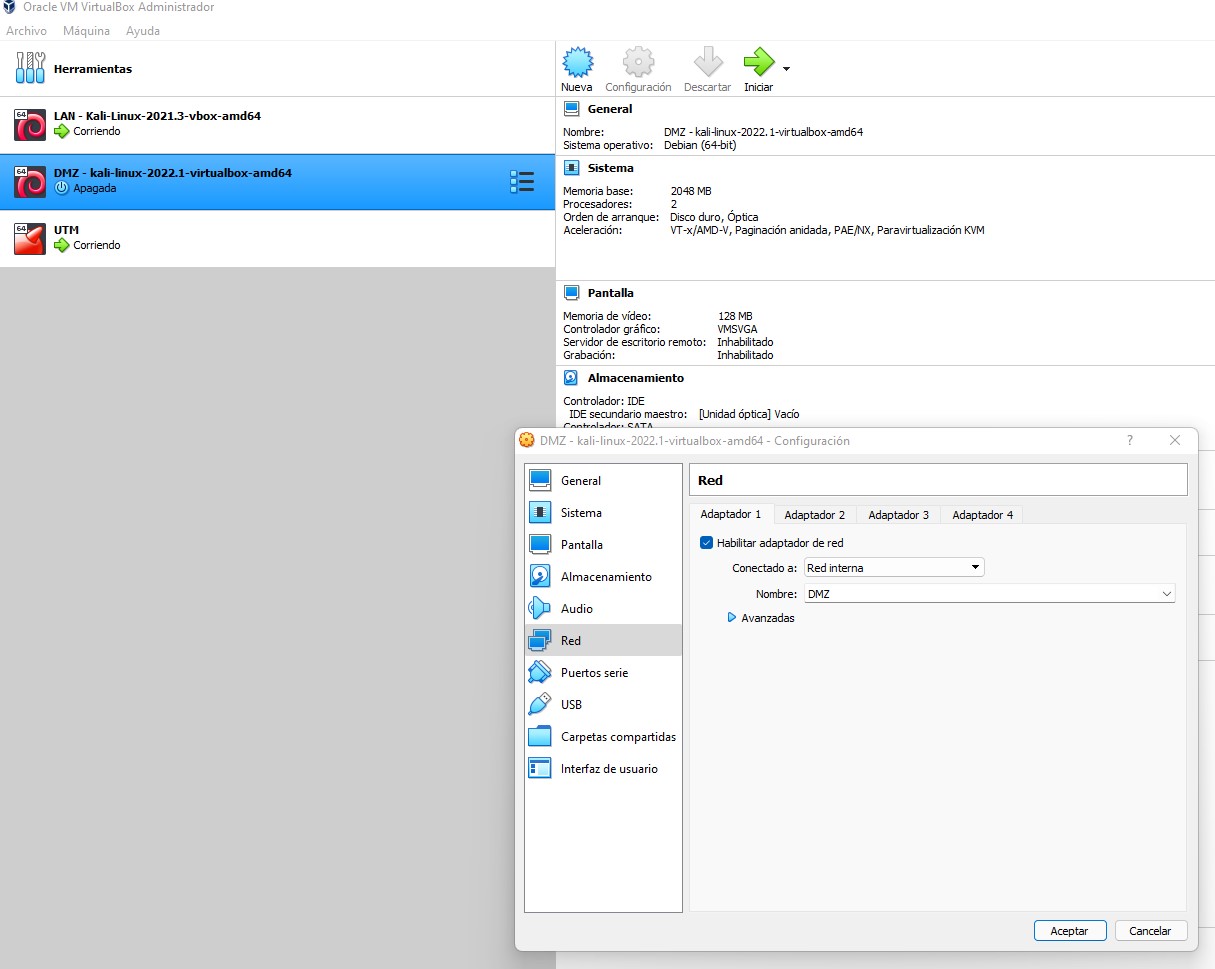 Oracle VM VirtualBox Administrador
Archivo Máquina Ayuda
Herramientas
Nueva Configuración Descartar Iniciar
64
LAN - Kali-Linux-2021.3-vbox-amd64
Corriendo
64
DMZ - kali-linux-2022.1-virtualbox-amd64
Apagada
64
UTM
Corriendo
General
Nombre: DMZ - kali-linux-2022.1-virtualbox-amd64
Sistema operativo: Debian (64-bit)
Sistema
Memoria base: 2048 MB
Procesadores: 2
Orden de arranque: Disco duro, Óptica
Aceleración: VT-x/AMD-V, Paginación anidada, PAE/NX, Paravirtualización KVM
Pantalla
Memoria de vídeo: 128 MB
Controlador gráfico: VMSVGA
Servidor de escritorio remoto: Inhabilitado
Grabación: Inhabilitado
Almacenamiento
Controlador: IDE
IDE secundario maestro: [Unidad óptica] Vacío
Controlador: SATA
DMZ - kali-linux-2022.1-virtualbox-amd64 - Configuración ?
General
Sistema
Pantalla
Almacenamiento
Audio
Red
Puertos serie
USB
Carpetas compartidas
Interfaz de usuario
Red
Adaptador 1 Adaptador 2 Adaptador 3 Adaptador 4
Habilitar adaptador de red
Conectado a: Red interna
Nombre: DMZ
Avanzadas
Aceptar Cancelar